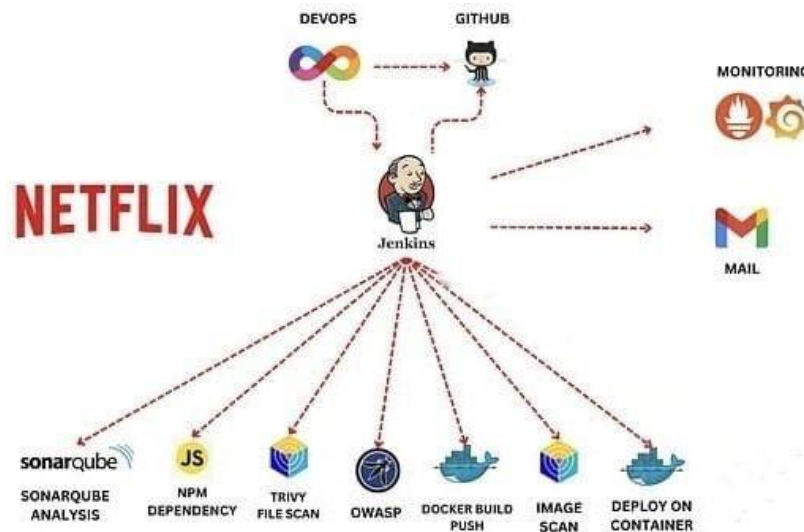 DEVOPS
GITHUB
MONITORING
NETFLIX
Jenkins
MAIL
sonarqube
JS
SONARQUBE
ANALYSIS
NPM
DEPENDENCY
TRIVY
FILE SCAN
OWASP
DOCKER BUILD
PUSH
IMAGE
SCAN
DEPLOY ON
CONTAINER